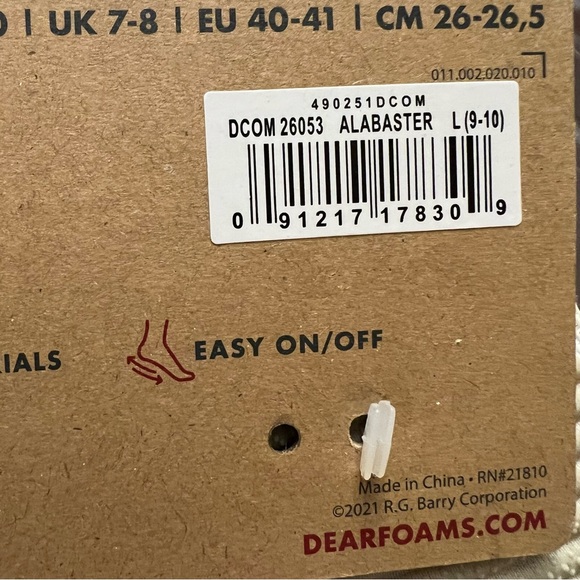 | UK 7-8 | EU 40-41 | CM 26-26,5
011.002.020.010
490251DCOM
DCOM 26053 ALABASTER L (9-10)
0 91217 17830 9
RIALS
EASY ON/OFF
Made in China • RN#21810
©2021 R.G. Barry Corporation
DEARFOAMS.COM